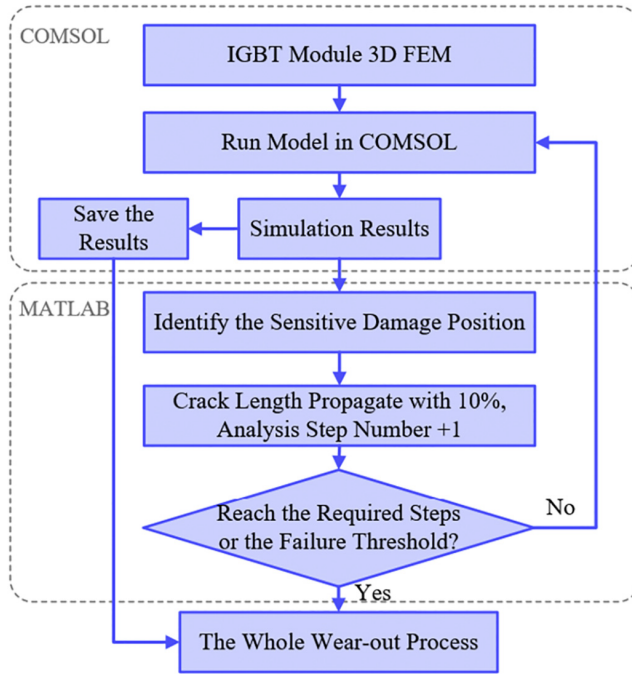 COMSOL
IGBT Module 3D FEM
Run Model in COMSOL
Save the
Results
Simulation Results
MATLAB
Identify the Sensitive Damage Position
Crack Length Propagate with 10%,
Analysis Step Number +1
Reach the Required Steps
or the Failure Threshold?
No
Yes
The Whole Wear-out Process